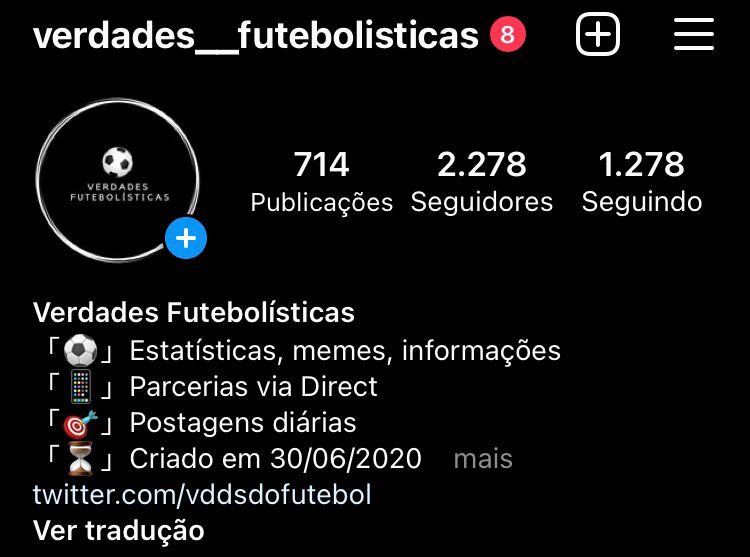 verdades__futebolisticas 8
VERDADES
FUTEBOLÍSTICAS
714 2.278 1.278
Publicações Seguidores Seguindo
Verdades Futebolísticas
「⚽」Estatísticas, memes, informações
「📱」Parcerias via Direct
「🎯」Postagens diárias
「⏳」Criado em 30/06/2020 mais
twitter.com/vddsdofutebol
Ver tradução